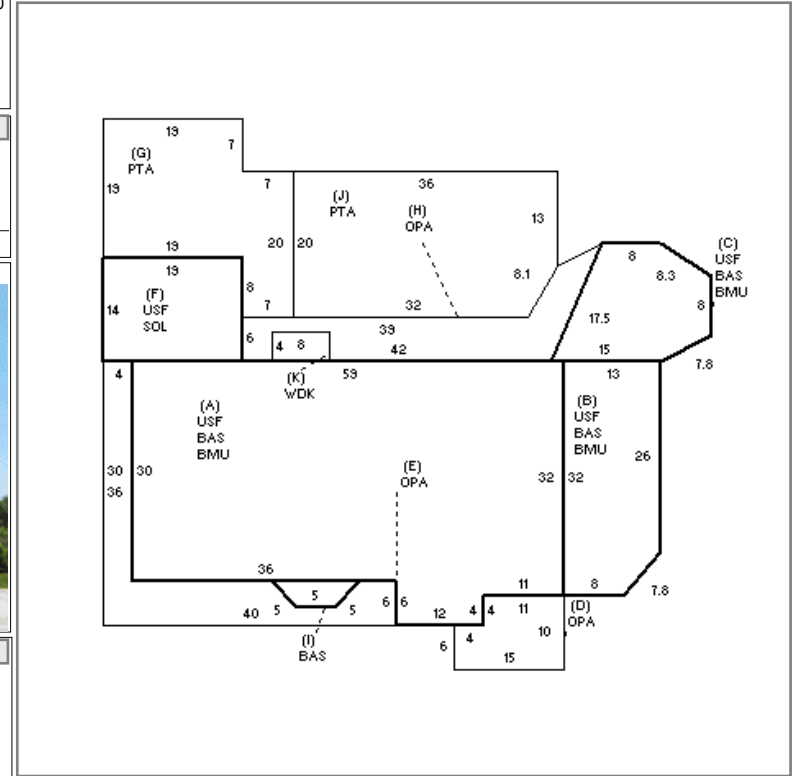 19
(G)
PTA
7
19
7
36
(J)
PTA
(H)
OPA
13
19
20
20
8
(C)
USF
BAS
BMU
19
8.3
8.1
(F)
USF
SOL
8
14
7
32
8
17.5
6
4
8
39
42
15
7.8
4
(K)
WDK
59
13
(A)
USF
BAS
BMU
(B)
USF
BAS
BMU
26
(E)
OPA
30
30
32
32
36
36
11
8
7.8
5
6
6
40
5
5
12
4
4
11
(D)
OPA
(I)
BAS
6
4
10
15